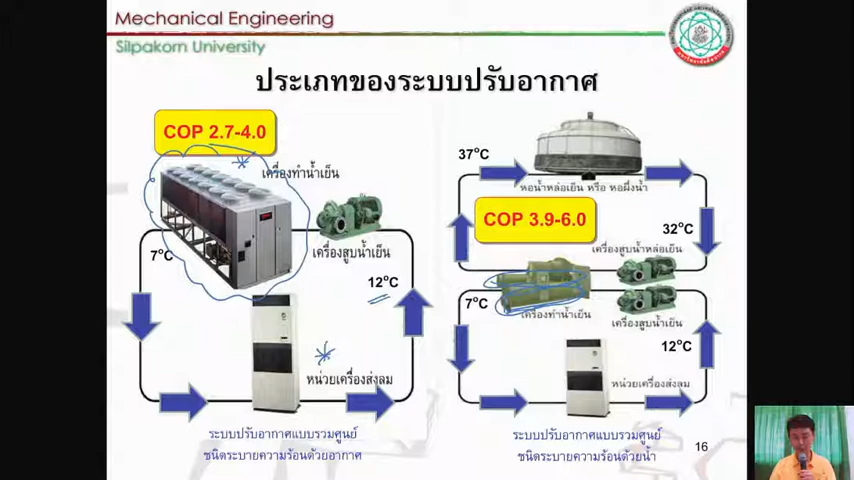 Mechanical Engineering
Silpakorn University
ประเภทของระบบปรับอากาศ
COP 2.7-4.0
เครื่องทำน้ำเย็น
เครื่องสูบน้ำเย็น
7°C
12°C
หน่วยเครื่องส่งลม
ระบบปรับอากาศแบบรวมศูนย์
ชนิดระบายความร้อนด้วยอากาศ
37°C
หอน้ำหล่อเย็น หรือ หอผึ่งน้ำ
COP 3.9-6.0
32°C
เครื่องสูบน้ำหล่อเย็น
7°C
เครื่องทำน้ำเย็น
เครื่องสูบน้ำเย็น
12°C
หน่วยเครื่องส่งลม
ระบบปรับอากาศแบบรวมศูนย์
ชนิดระบายความร้อนด้วยน้ำ
16